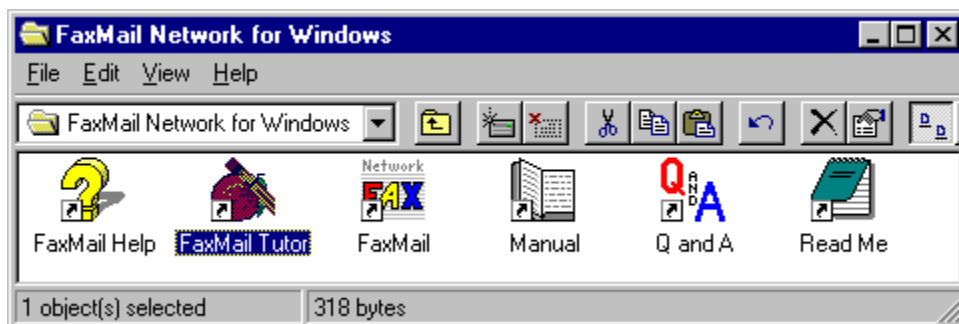 FaxMail Network for Windows
File Edit View Help
FaxMail Network for Windows
Network
FAX
Q AND A
FaxMail Help FaxMail Tutor FaxMail Manual Q and A Read Me
1 object(s) selected 318 bytes